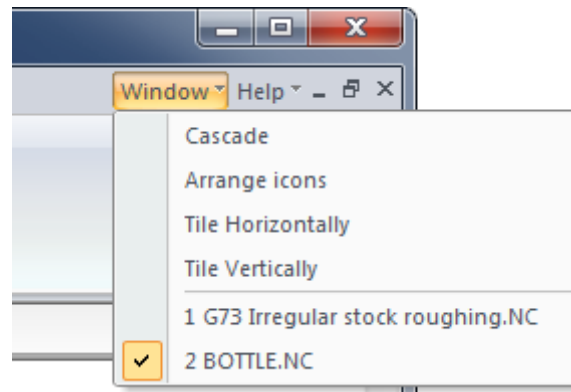 Window Help
Cascade
Arrange icons
Tile Horizontally
Tile Vertically
1 G73 Irregular stock roughing.NC
2 BOTTLE.NC